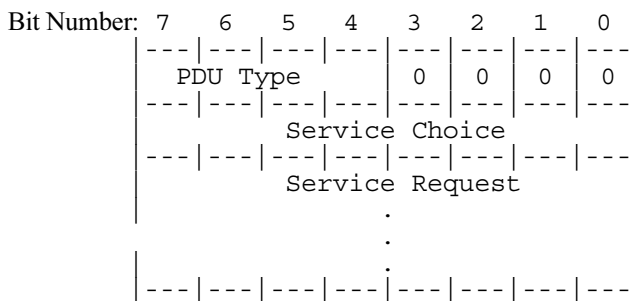 Bit Number: 7 6 5 4 3 2 1 0
|---|---|---|---|---|---|---|---
| PDU Type | 0 | 0 | 0 | 0
|---|---|---|---|---|---|---|---
| Service Choice
|---|---|---|---|---|---|---|---
| Service Request
| .
.
| .
|---|---|---|---|---|---|---|---